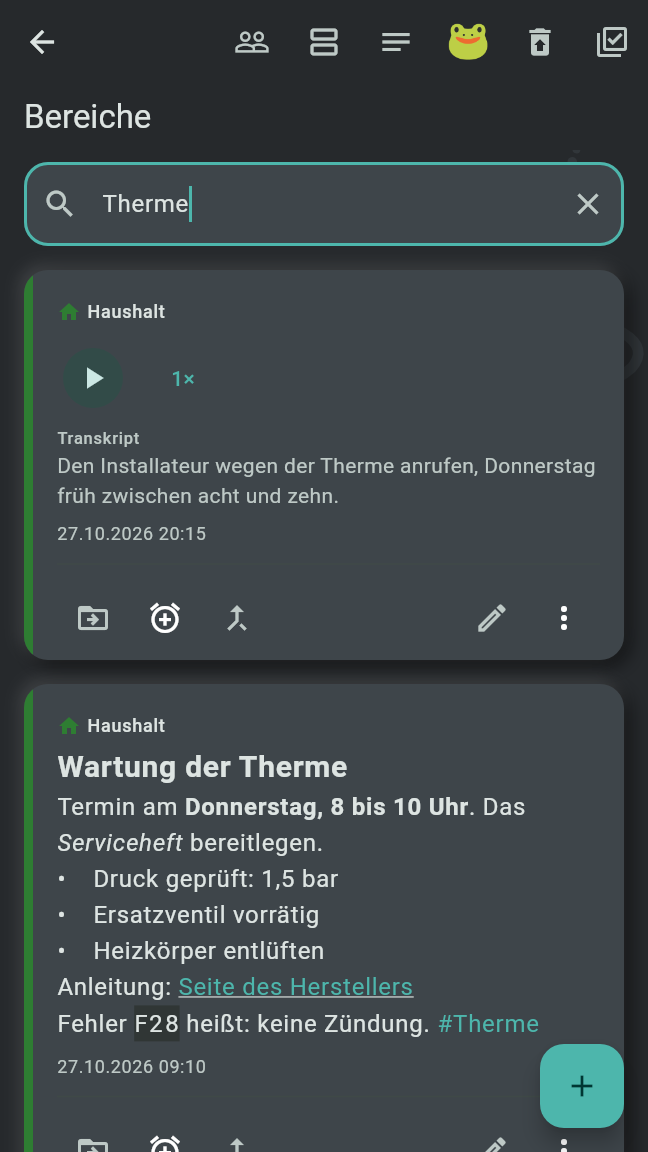 Bereiche
Therme
Haushalt
1×
Transkript
Den Installateur wegen der Therme anrufen, Donnerstag
früh zwischen acht und zehn.
27.10.2026 20:15
Haushalt
Wartung der Therme
Termin am Donnerstag, 8 bis 10 Uhr. Das
Serviceheft bereitlegen.
• Druck geprüft: 1,5 bar
• Ersatzventil vorrätig
• Heizkörper entlüften
Anleitung: Seite des Herstellers
Fehler F28 heißt: keine Zündung. #Therme
27.10.2026 09:10